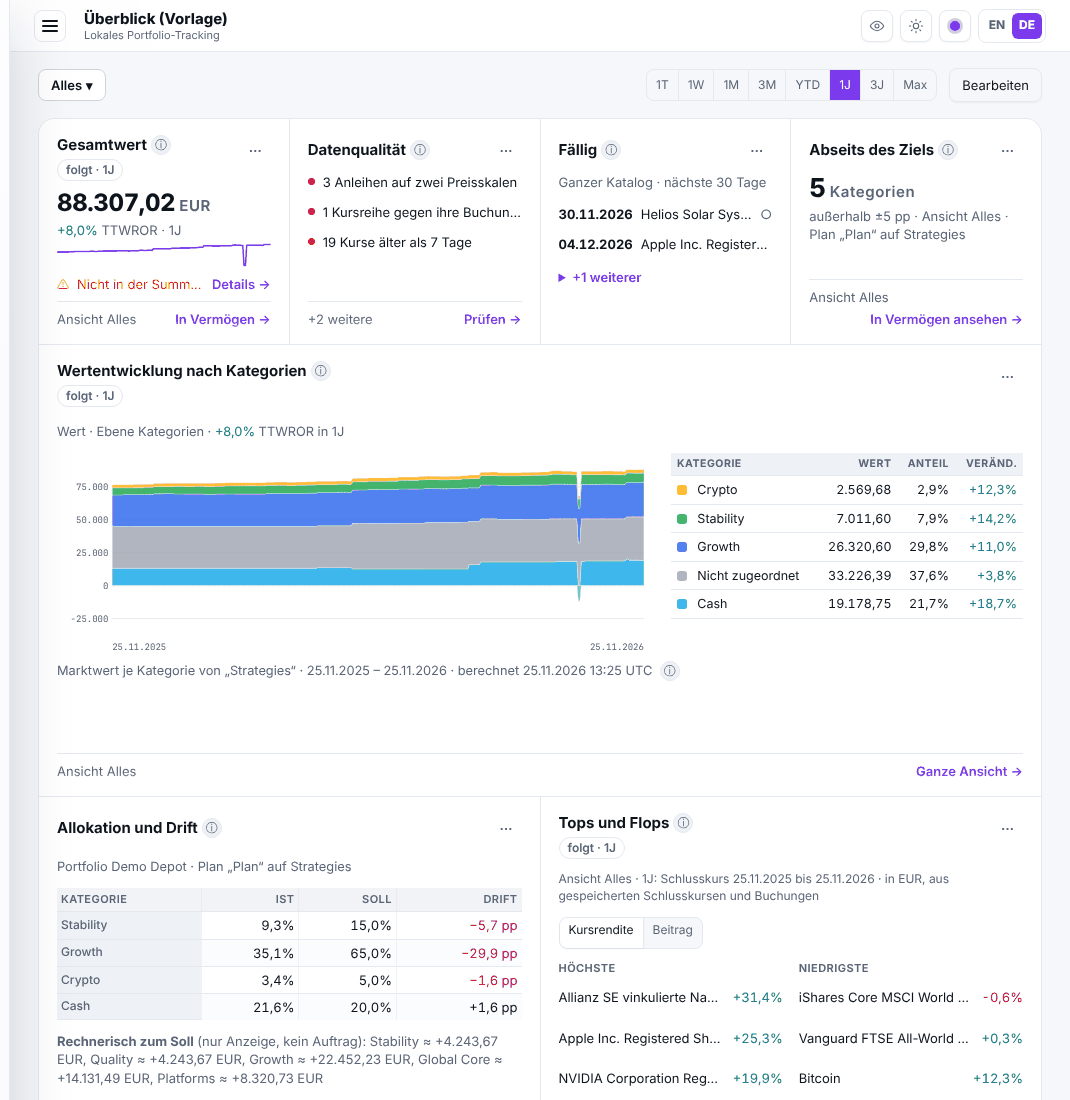 Überblick (Vorlage)
Lokales Portfolio-Tracking
EN DE
Alles ▾
1T 1W 1M 3M YTD 1J 3J Max
Bearbeiten
Gesamtwert ⓘ ...
folgt · 1J
88.307,02 EUR
+8,0% TTWROR · 1J
⚠ Nicht in der Summ... Details →
Ansicht Alles In Vermögen →
Datenqualität ⓘ ...
3 Anleihen auf zwei Preisskalen
1 Kursreihe gegen ihre Buchun...
19 Kurse älter als 7 Tage
+2 weitere Prüfen →
Fällig ⓘ ...
Ganzer Katalog · nächste 30 Tage
30.11.2026 Helios Solar Sys...
04.12.2026 Apple Inc. Register...
▶ +1 weiterer
Abseits des Ziels ⓘ ...
5 Kategorien
außerhalb ±5 pp · Ansicht Alles ·
Plan „Plan“ auf Strategies
Ansicht Alles
In Vermögen ansehen →
Wertentwicklung nach Kategorien ⓘ ...
folgt · 1J
Wert · Ebene Kategorien · +8,0% TTWROR in 1J
75.000
50.000
25.000
0
-25.000
25.11.2025 25.11.2026
KATEGORIE WERT ANTEIL VERÄND.
Crypto 2.569,68 2,9% +12,3%
Stability 7.011,60 7,9% +14,2%
Growth 26.320,60 29,8% +11,0%
Nicht zugeordnet 33.226,39 37,6% +3,8%
Cash 19.178,75 21,7% +18,7%
Marktwert je Kategorie von „Strategies“ · 25.11.2025 – 25.11.2026 · berechnet 25.11.2026 13:25 UTC ⓘ
Ansicht Alles Ganze Ansicht →
Allokation und Drift ⓘ ...
Portfolio Demo Depot · Plan „Plan“ auf Strategies
KATEGORIE IST SOLL DRIFT
Stability 9,3% 15,0% −5,7 pp
Growth 35,1% 65,0% −29,9 pp
Crypto 3,4% 5,0% −1,6 pp
Cash 21,6% 20,0% +1,6 pp
Rechnerisch zum Soll (nur Anzeige, kein Auftrag): Stability ≈ +4.243,67
EUR, Quality ≈ +4.243,67 EUR, Growth ≈ +22.452,23 EUR, Global Core ≈
+14.131,49 EUR, Platforms ≈ +8.320,73 EUR
Tops und Flops ⓘ ...
folgt · 1J
Ansicht Alles · 1J: Schlusskurs 25.11.2025 bis 25.11.2026 · in EUR, aus
gespeicherten Schlusskursen und Buchungen
Kursrendite Beitrag
HÖCHSTE NIEDRIGSTE
Allianz SE vinkulierte Na... +31,4% iShares Core MSCI World ... -0,6%
Apple Inc. Registered Sh... +25,3% Vanguard FTSE All-World ... +0,3%
NVIDIA Corporation Reg... +19,9% Bitcoin +12,3%